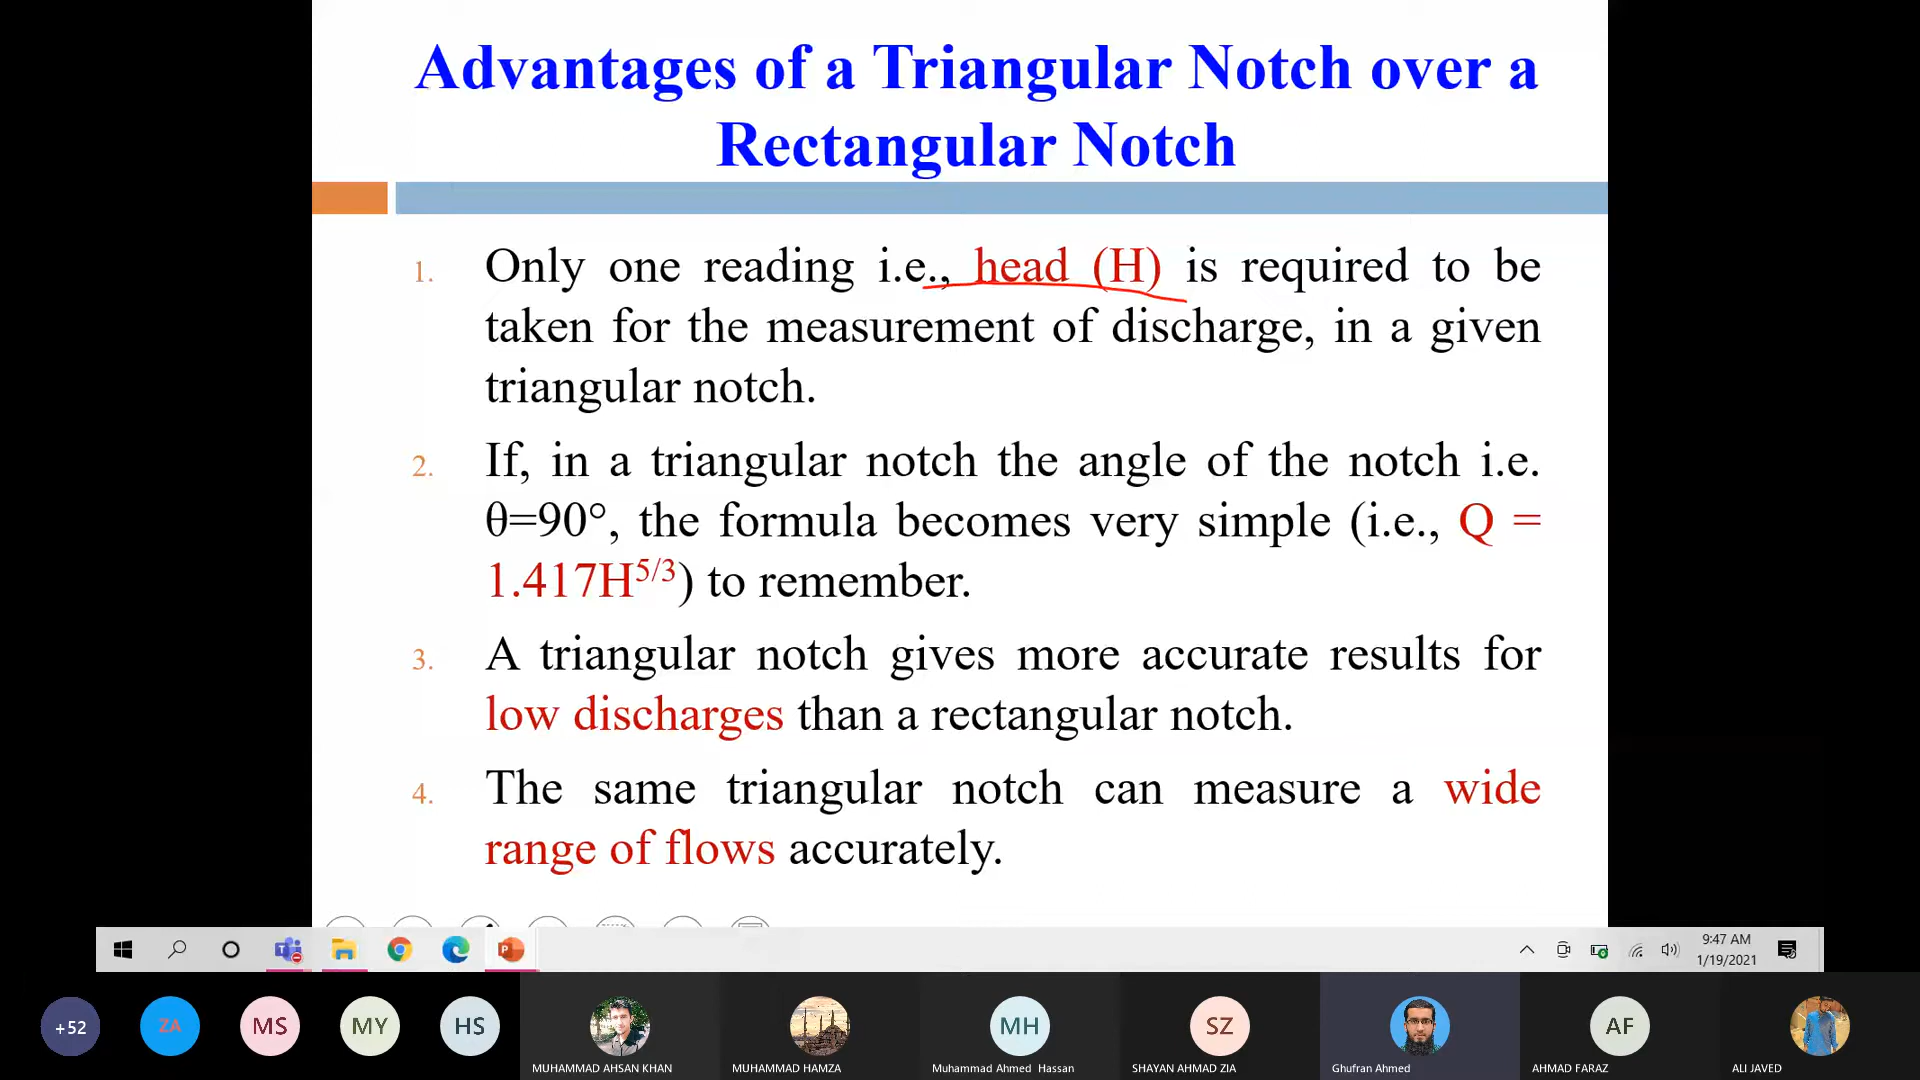 Advantages of a Triangular Notch over a
Rectangular Notch
1. Only one reading i.e., head (H) is required to be
taken for the measurement of discharge, in a given
triangular notch.
2. If, in a triangular notch the angle of the notch i.e.
θ=90°, the formula becomes very simple (i.e., Q =
1.417H^5/3) to remember.
3. A triangular notch gives more accurate results for
low discharges than a rectangular notch.
4. The same triangular notch can measure a wide
range of flows accurately.
9:47 AM
1/19/2021
+52 ZA MS MY HS MH SZ AF
MUHAMMAD AHSAN KHAN MUHAMMAD HAMZA Muhammad Ahmed Hassan SHAYAN AHMAD ZIA Ghufran Ahmed AHMAD FARAZ ALI JAVED